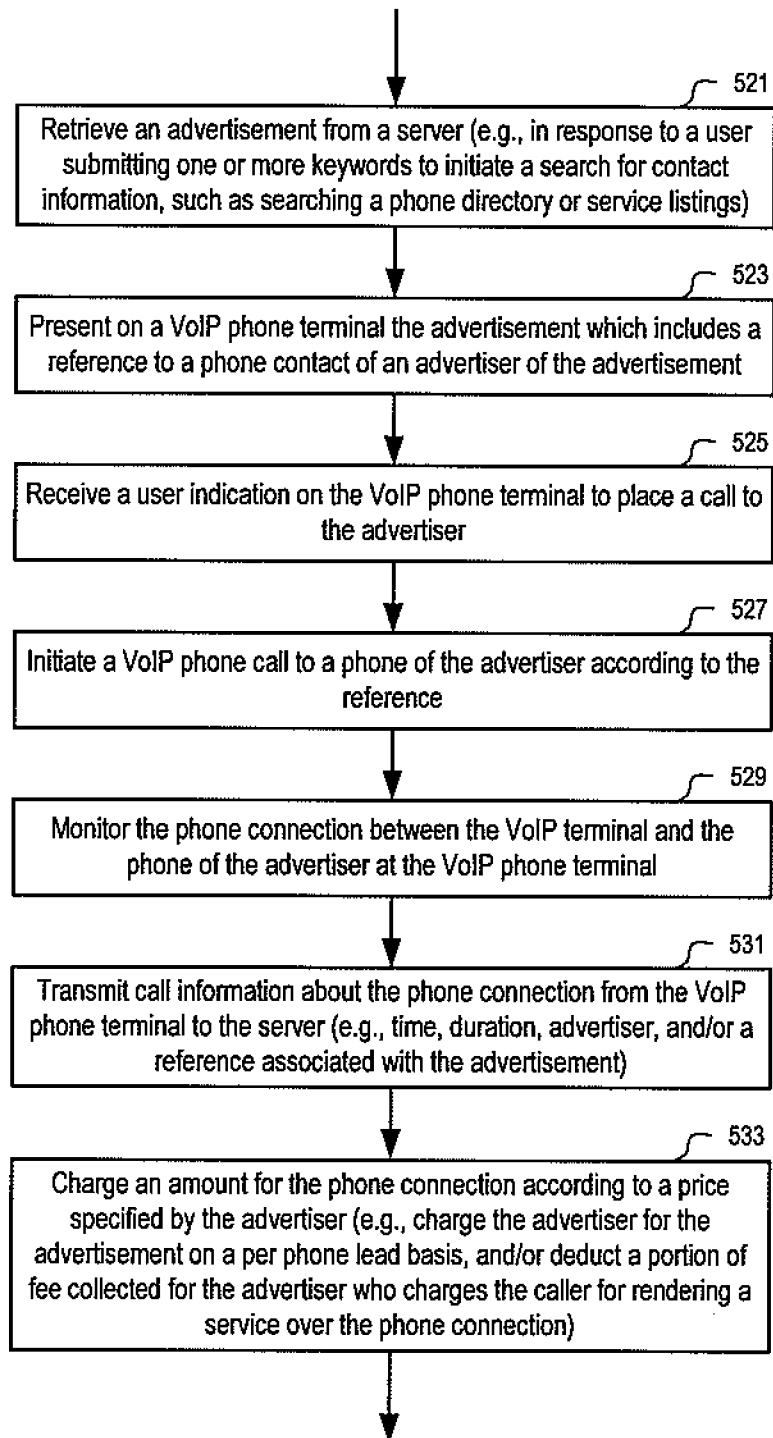 521
Retrieve an advertisement from a server (e.g., in response to a user
submitting one or more keywords to initiate a search for contact
information, such as searching a phone directory or service listings)
523
Present on a VoIP phone terminal the advertisement which includes a
reference to a phone contact of an advertiser of the advertisement
525
Receive a user indication on the VoIP phone terminal to place a call to
the advertiser
527
Initiate a VoIP phone call to a phone of the advertiser according to the
reference
529
Monitor the phone connection between the VoIP terminal and the
phone of the advertiser at the VoIP phone terminal
531
Transmit call information about the phone connection from the VoIP
phone terminal to the server (e.g., time, duration, advertiser, and/or a
reference associated with the advertisement)
533
Charge an amount for the phone connection according to a price
specified by the advertiser (e.g., charge the advertiser for the
advertisement on a per phone lead basis, and/or deduct a portion of
fee collected for the advertiser who charges the caller for rendering a
service over the phone connection)